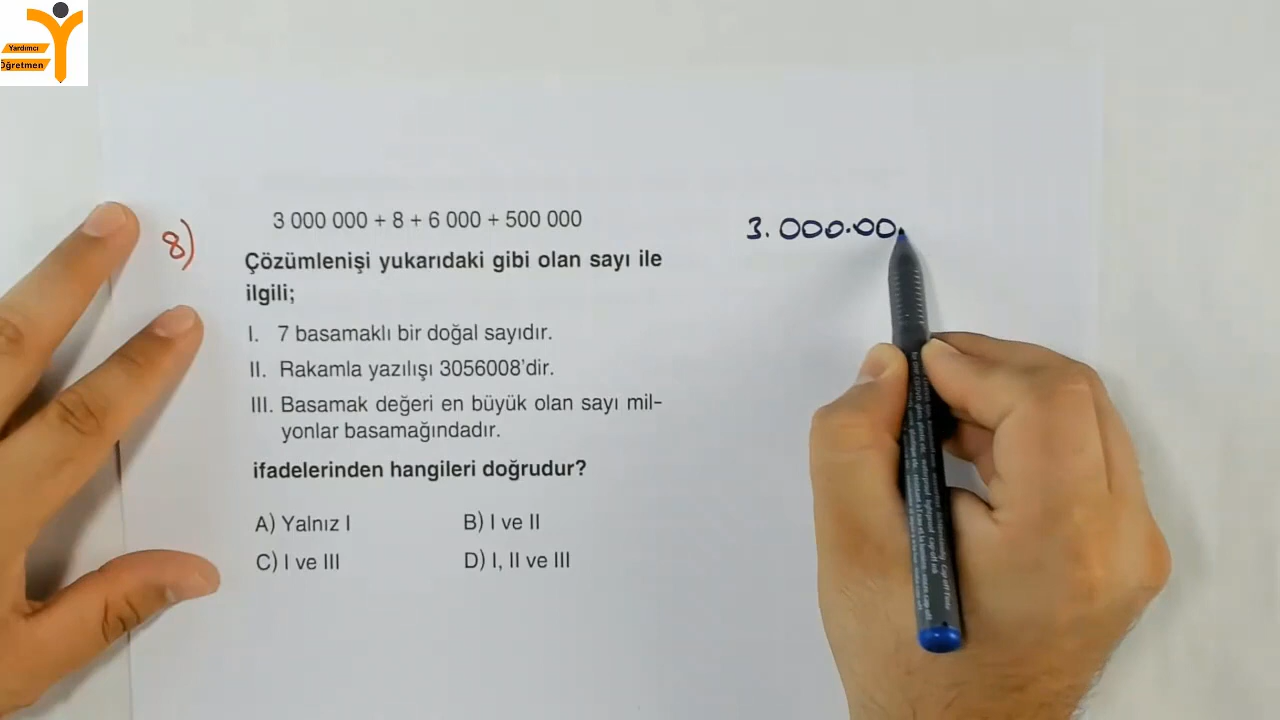 Yardımcı
Öğretmen
8)
3 000 000 + 8 + 6 000 + 500 000
3.000.00
Çözümlenişi yukarıdaki gibi olan sayı ile
ilgili;
I. 7 basamaklı bir doğal sayıdır.
II. Rakamla yazılışı 3056008'dir.
III. Basamak değeri en büyük olan sayı mil-
yonlar basamağındadır.
ifadelerinden hangileri doğrudur?
A) Yalnız I B) I ve II
C) I ve III D) I, II ve III